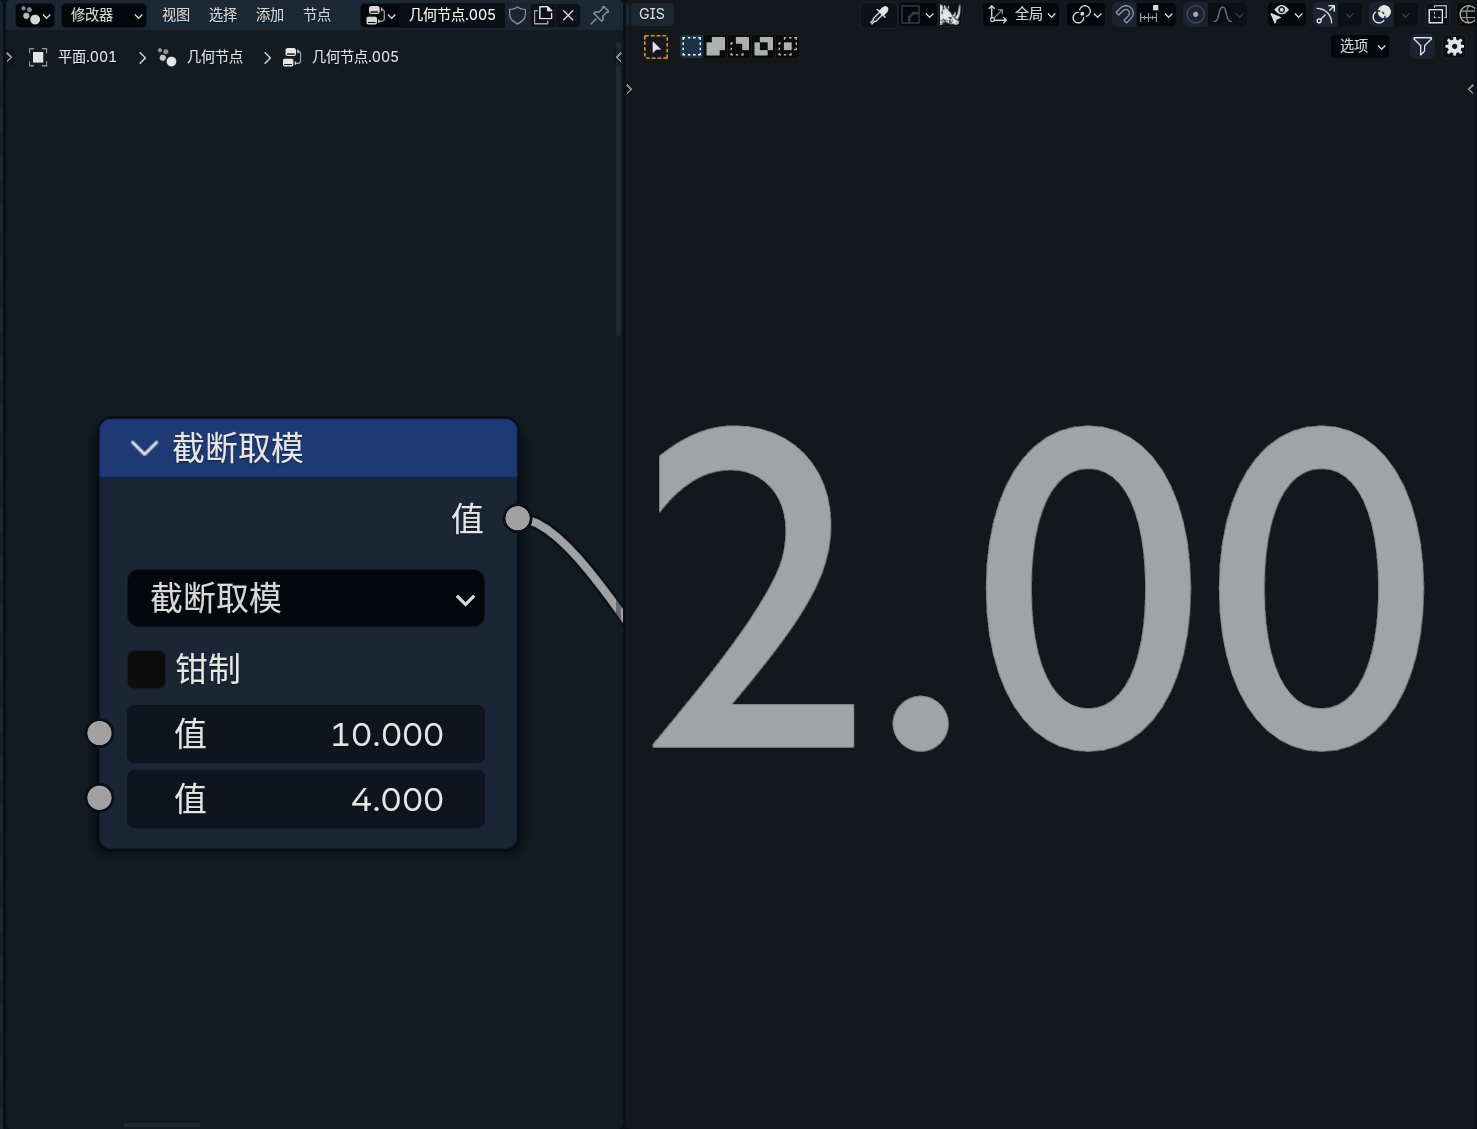 修改器 视图 选择 添加 节点 几何节点.005
平面.001 几何节点 几何节点.005
截断取模
值
截断取模
钳制
值 10.000
值 4.000
GIS 全局
选项
2.00